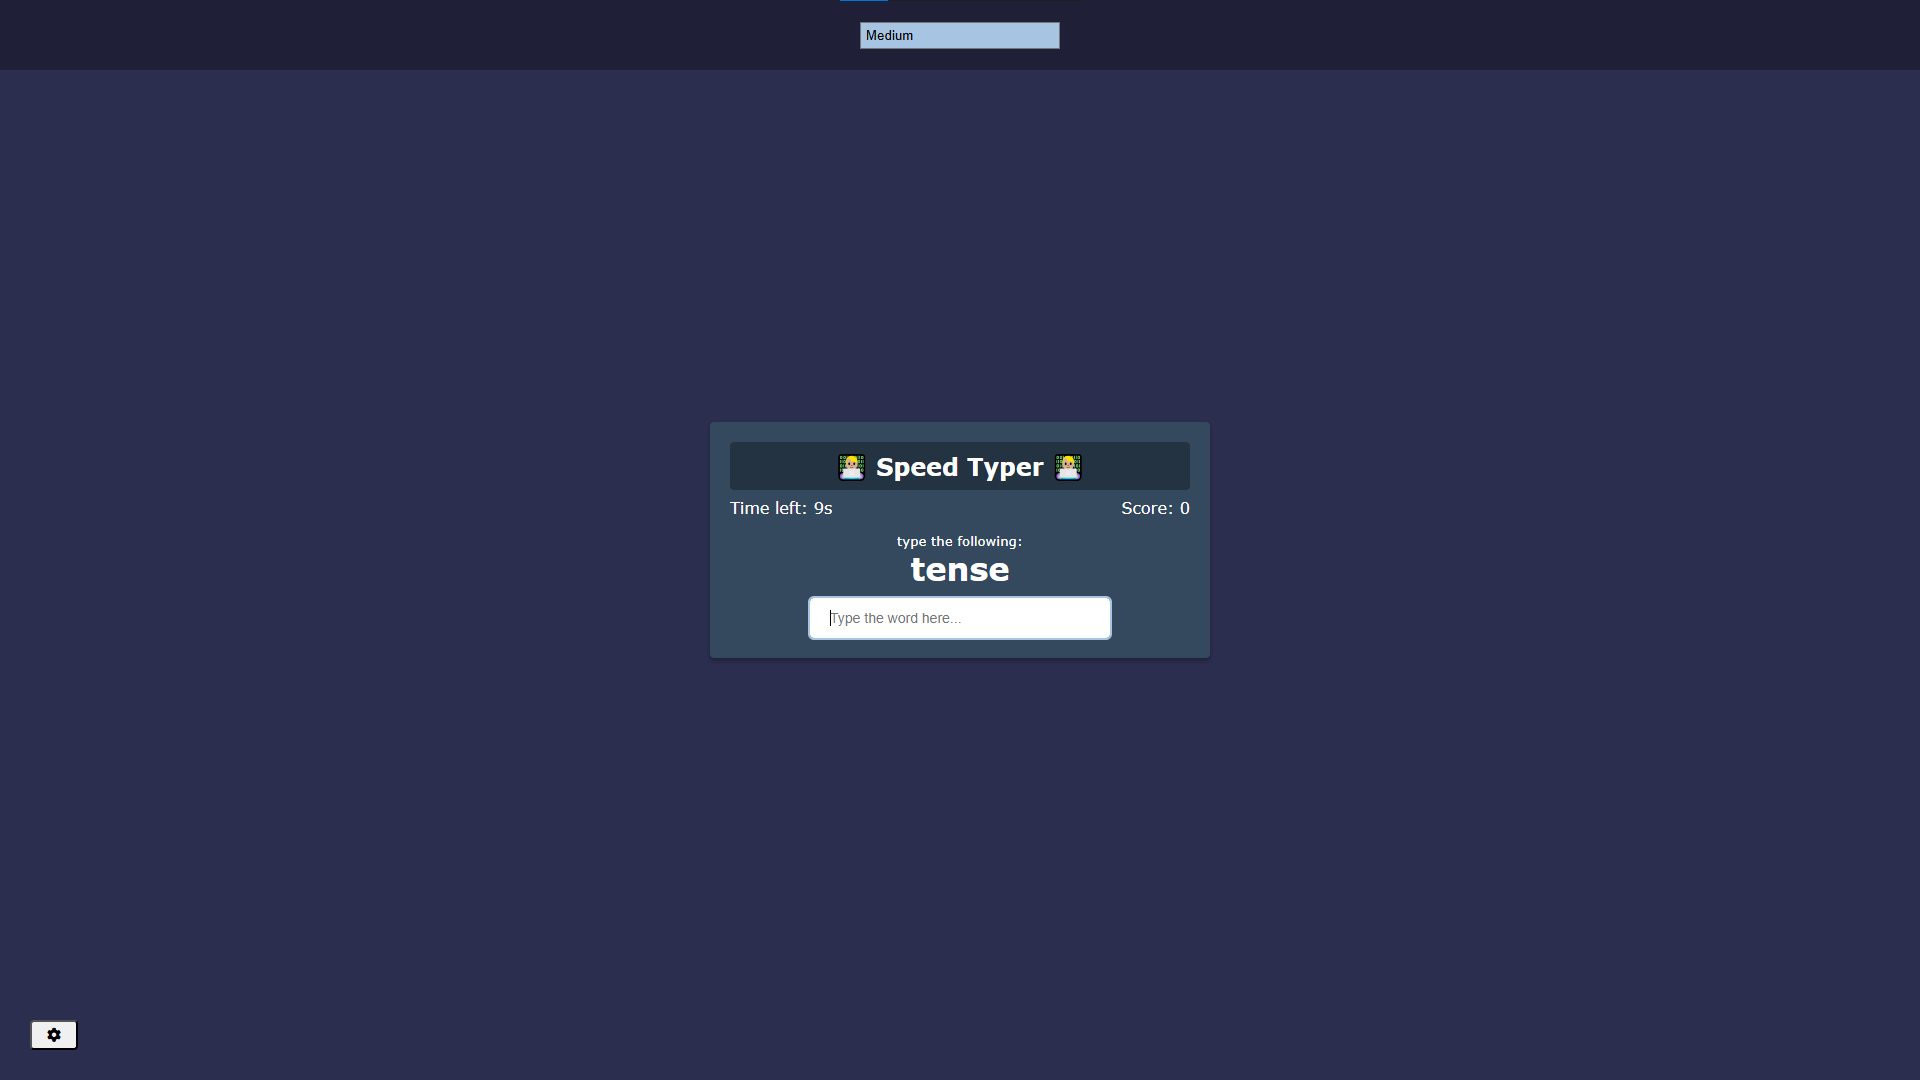 Medium
Speed Typer
Time left: 9s
Score: 0
type the following:
tense
Type the word here...